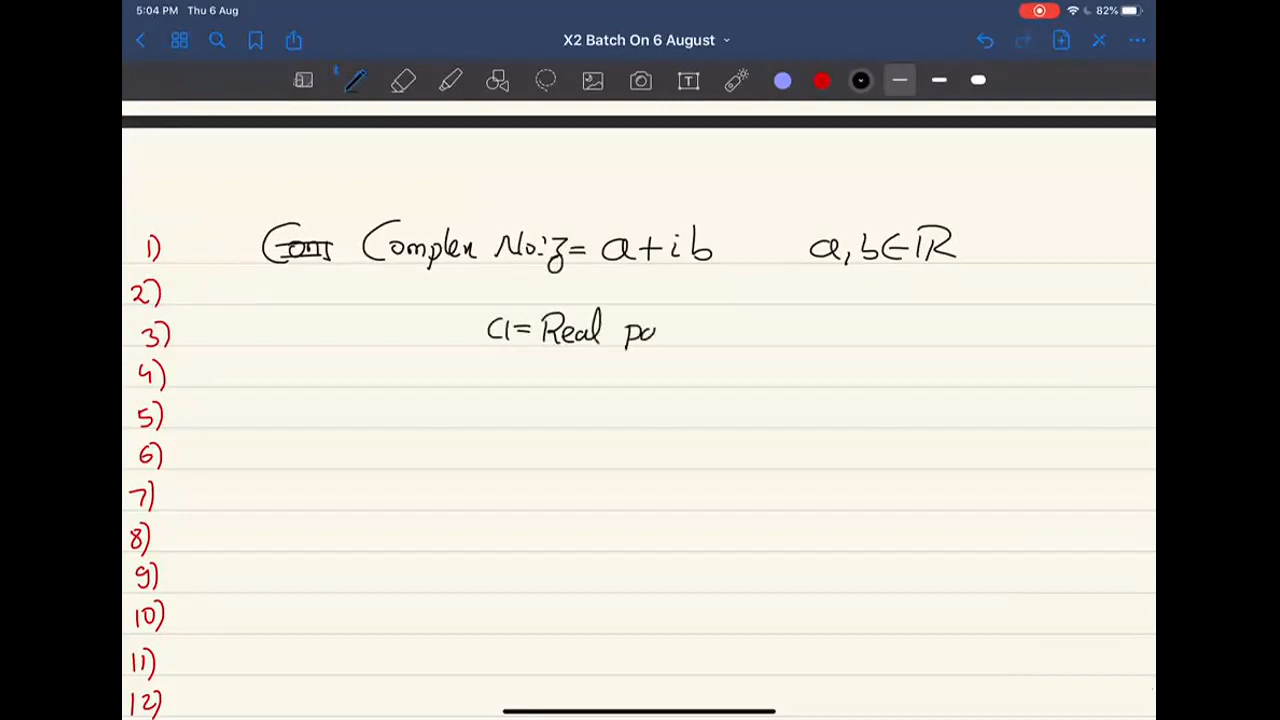 5:04 PM Thu 6 Aug 82%
X2 Batch On 6 August
T
1) Complex No: z = a + i b a, b ∈ ℝ
2)
3) a = Real pa
4)
5)
6)
7)
8)
9)
10)
11)
12)